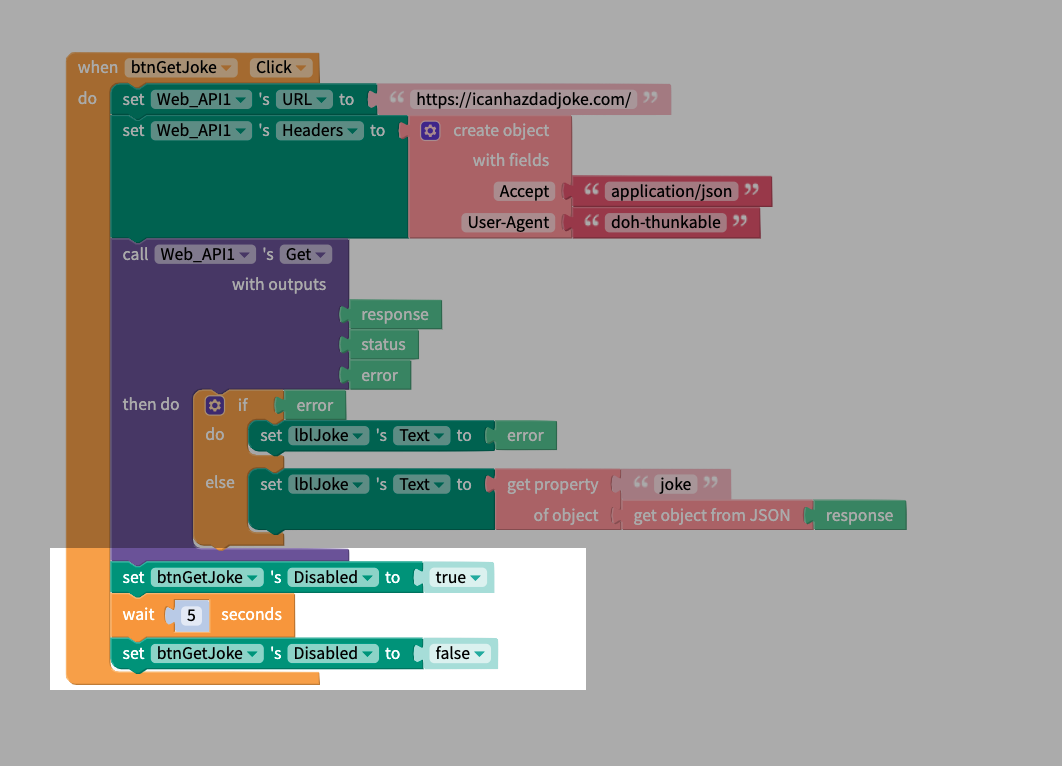 when btnGetJoke Click
do set Web_API1 's URL to “ https://icanhazdadjoke.com/ ”
set Web_API1 's Headers to create object
with fields
Accept “ application/json ”
User-Agent “ doh-thunkable ”
call Web_API1 's Get
with outputs
response
status
error
then do if error
do set lblJoke 's Text to error
else set lblJoke 's Text to get property “ joke ”
of object get object from JSON response
set btnGetJoke 's Disabled to true
wait 5 seconds
set btnGetJoke 's Disabled to false